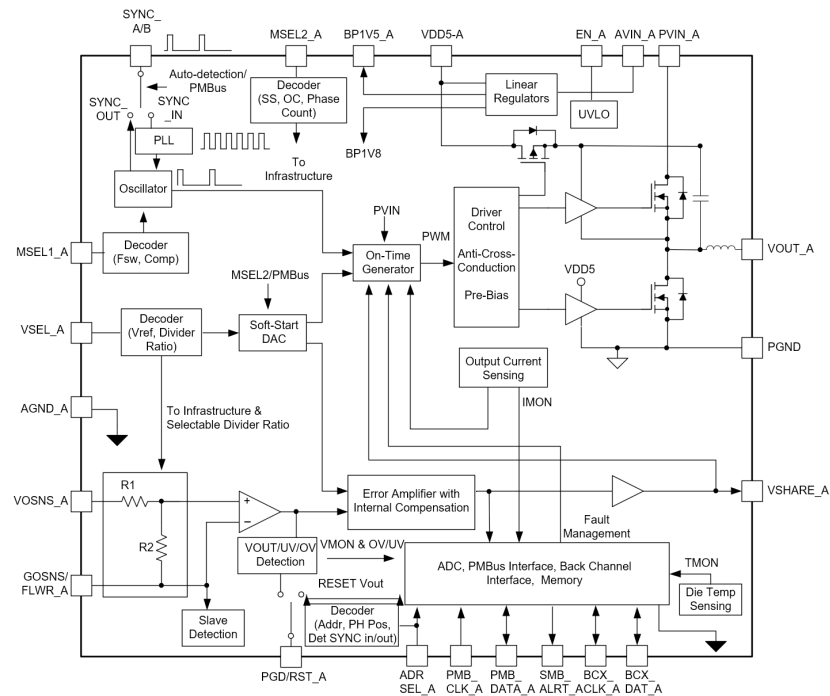 SYNC_
A/B
MSEL2_A
BP1V5_A
VDD5-A
EN_A
AVIN_A
PVIN_A
Auto-detection/
PMBus
Decoder
(SS, OC, Phase
Count)
Linear
Regulators
UVLO
SYNC_
OUT
SYNC
_IN
PLL
BP1V8
To
Infrastructure
Oscillator
PVIN
PWM
Driver
Control
Anti-Cross-
Conduction
Pre-Bias
MSEL1_A
Decoder
(Fsw, Comp)
On-Time
Generator
VOUT_A
MSEL2/PMBus
VDD5
VSEL_A
Decoder
(Vref, Divider
Ratio)
Soft-Start
DAC
PGND
Output Current
Sensing
IMON
AGND_A
To Infrastructure &
Selectable Divider Ratio
R1
VOSNS_A
+
−
Error Amplifier with
Internal Compensation
VSHARE_A
R2
Fault
Management
VOUT/UV/OV
Detection
VMON & OV/UV
ADC, PMBus Interface, Back Channel
Interface, Memory
TMON
GOSNS/
FLWR_A
RESET Vout
Die Temp
Sensing
Slave
Detection
Decoder
(Addr, PH Pos,
Det SYNC in/out)
PGD/RST_A
ADR
SEL_A
PMB_
CLK_A
PMB_
DATA_A
SMB_
ALRT_A
BCX_
ACLK_A
BCX_
DAT_A